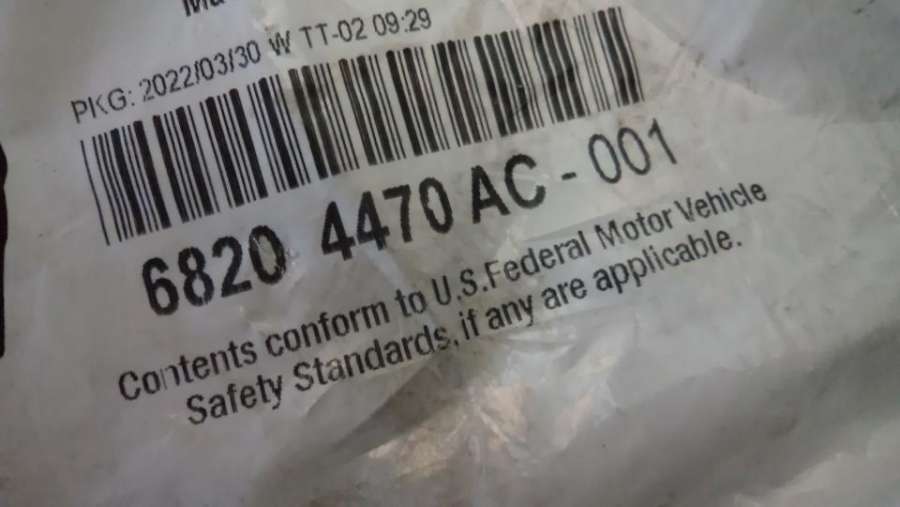 PKG: 2022/03/30 W TT-02 09:29
6820 4470 AC - 001
Contents conform to U.S.Federal Motor Vehicle
Safety Standards, if any are applicable.